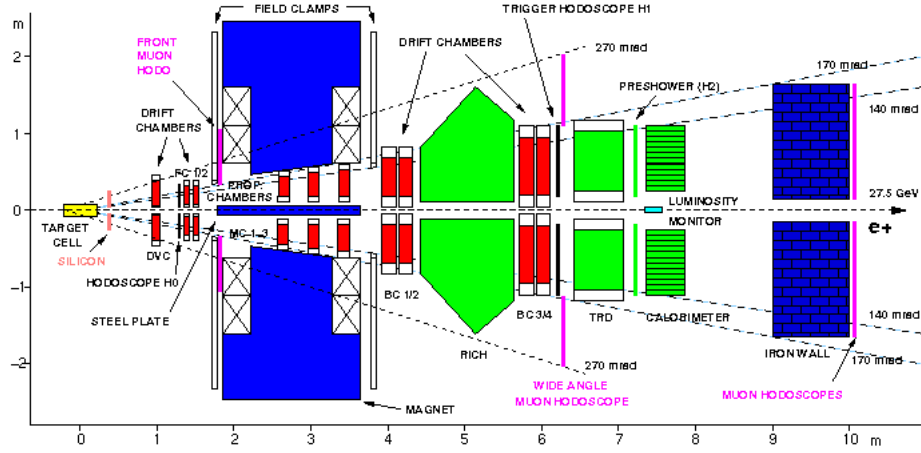 m
FIELD CLAMPS
TRIGGER HODOSCOPE H1
2
FRONT
MUON
HODO
DRIFT CHAMBERS
270 mrad
170 mrad
PRESHOWER (H2)
140 mrad
DRIFT
CHAMBERS
1
FC 1/2
PROP.
CHAMBERS
27.5 GeV
0
LUMINOSITY
MONITOR
e+
TARGET
CELL
SILICON
DVC
MC 1-3
HODOSCOPE H0
−1
BC 1/2
STEEL PLATE
BC 3/4
TRD
CALORIMETER
140 mrad
RICH
IRON WALL
270 mrad
170 mrad
−2
WIDE ANGLE
MUON HODOSCOPE
MUON HODOSCOPES
MAGNET
0 1 2 3 4 5 6 7 8 m 9 10 m